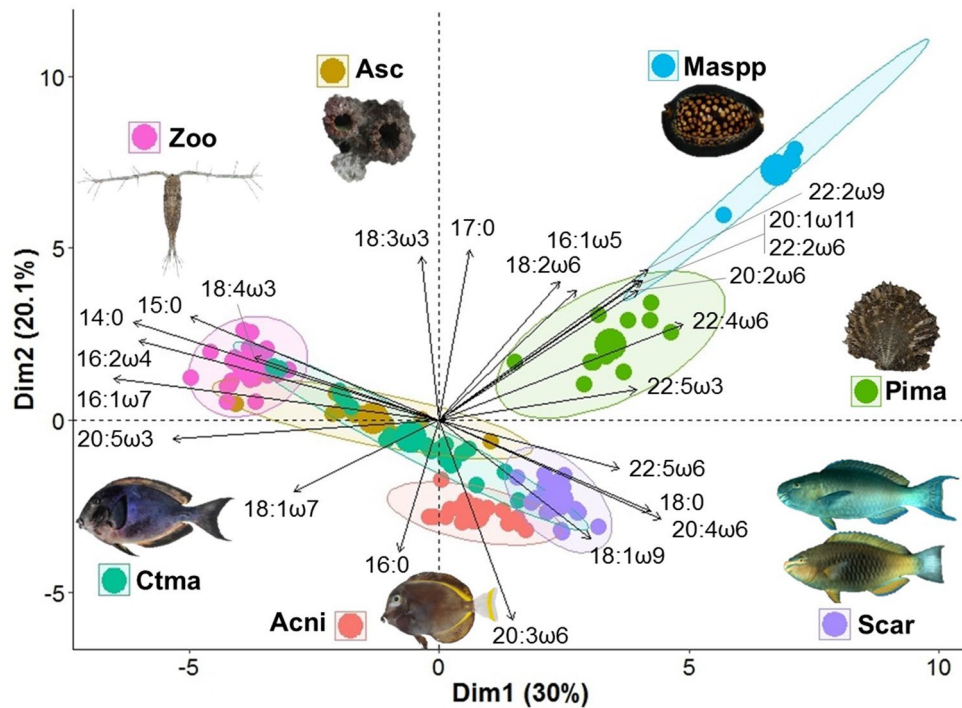 Asc
Maspp
Zoo
22:2ω9
17:0
16:1ω5
20:1ω11
18:3ω3
18:2ω6
22:2ω6
20:2ω6
18:4ω3
15:0
14:0
22:4ω6
16:2ω4
22:5ω3
Pima
16:1ω7
20:5ω3
22:5ω6
18:0
18:1ω7
20:4ω6
18:1ω9
16:0
Ctma
Acni
20:3ω6
Scar
10
5
0
-5
Dim2 (20.1%)
-5 0 5 10
Dim1 (30%)